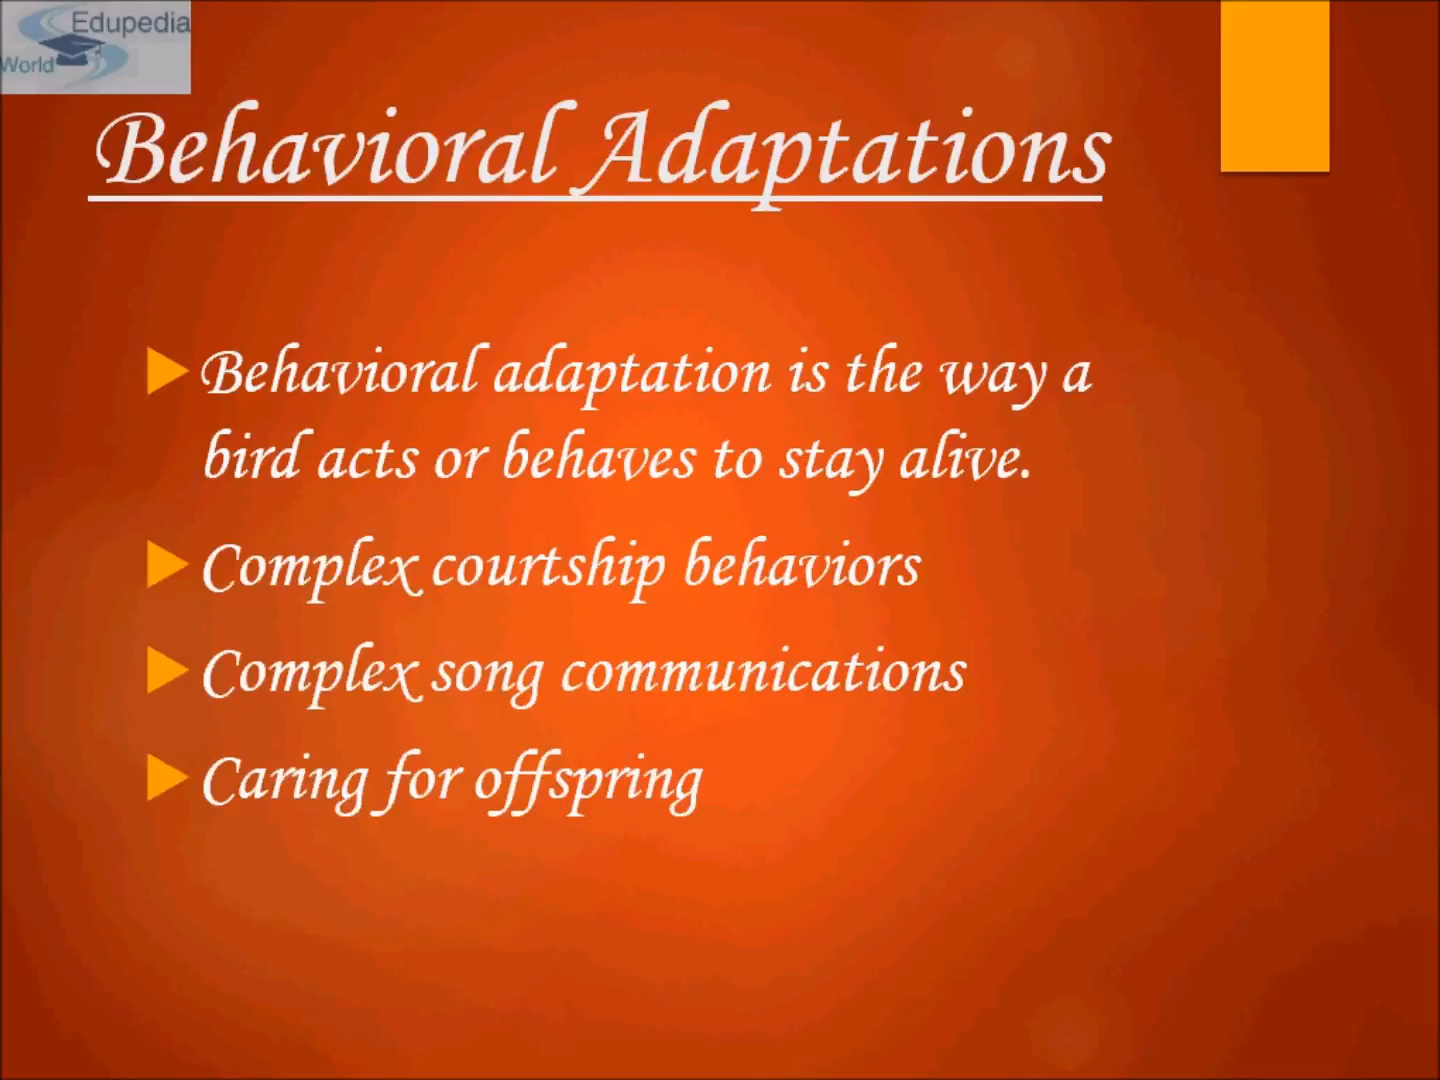 Edupedia
World
Behavioral Adaptations
Behavioral adaptation is the way a
bird acts or behaves to stay alive.
Complex courtship behaviors
Complex song communications
Caring for offspring